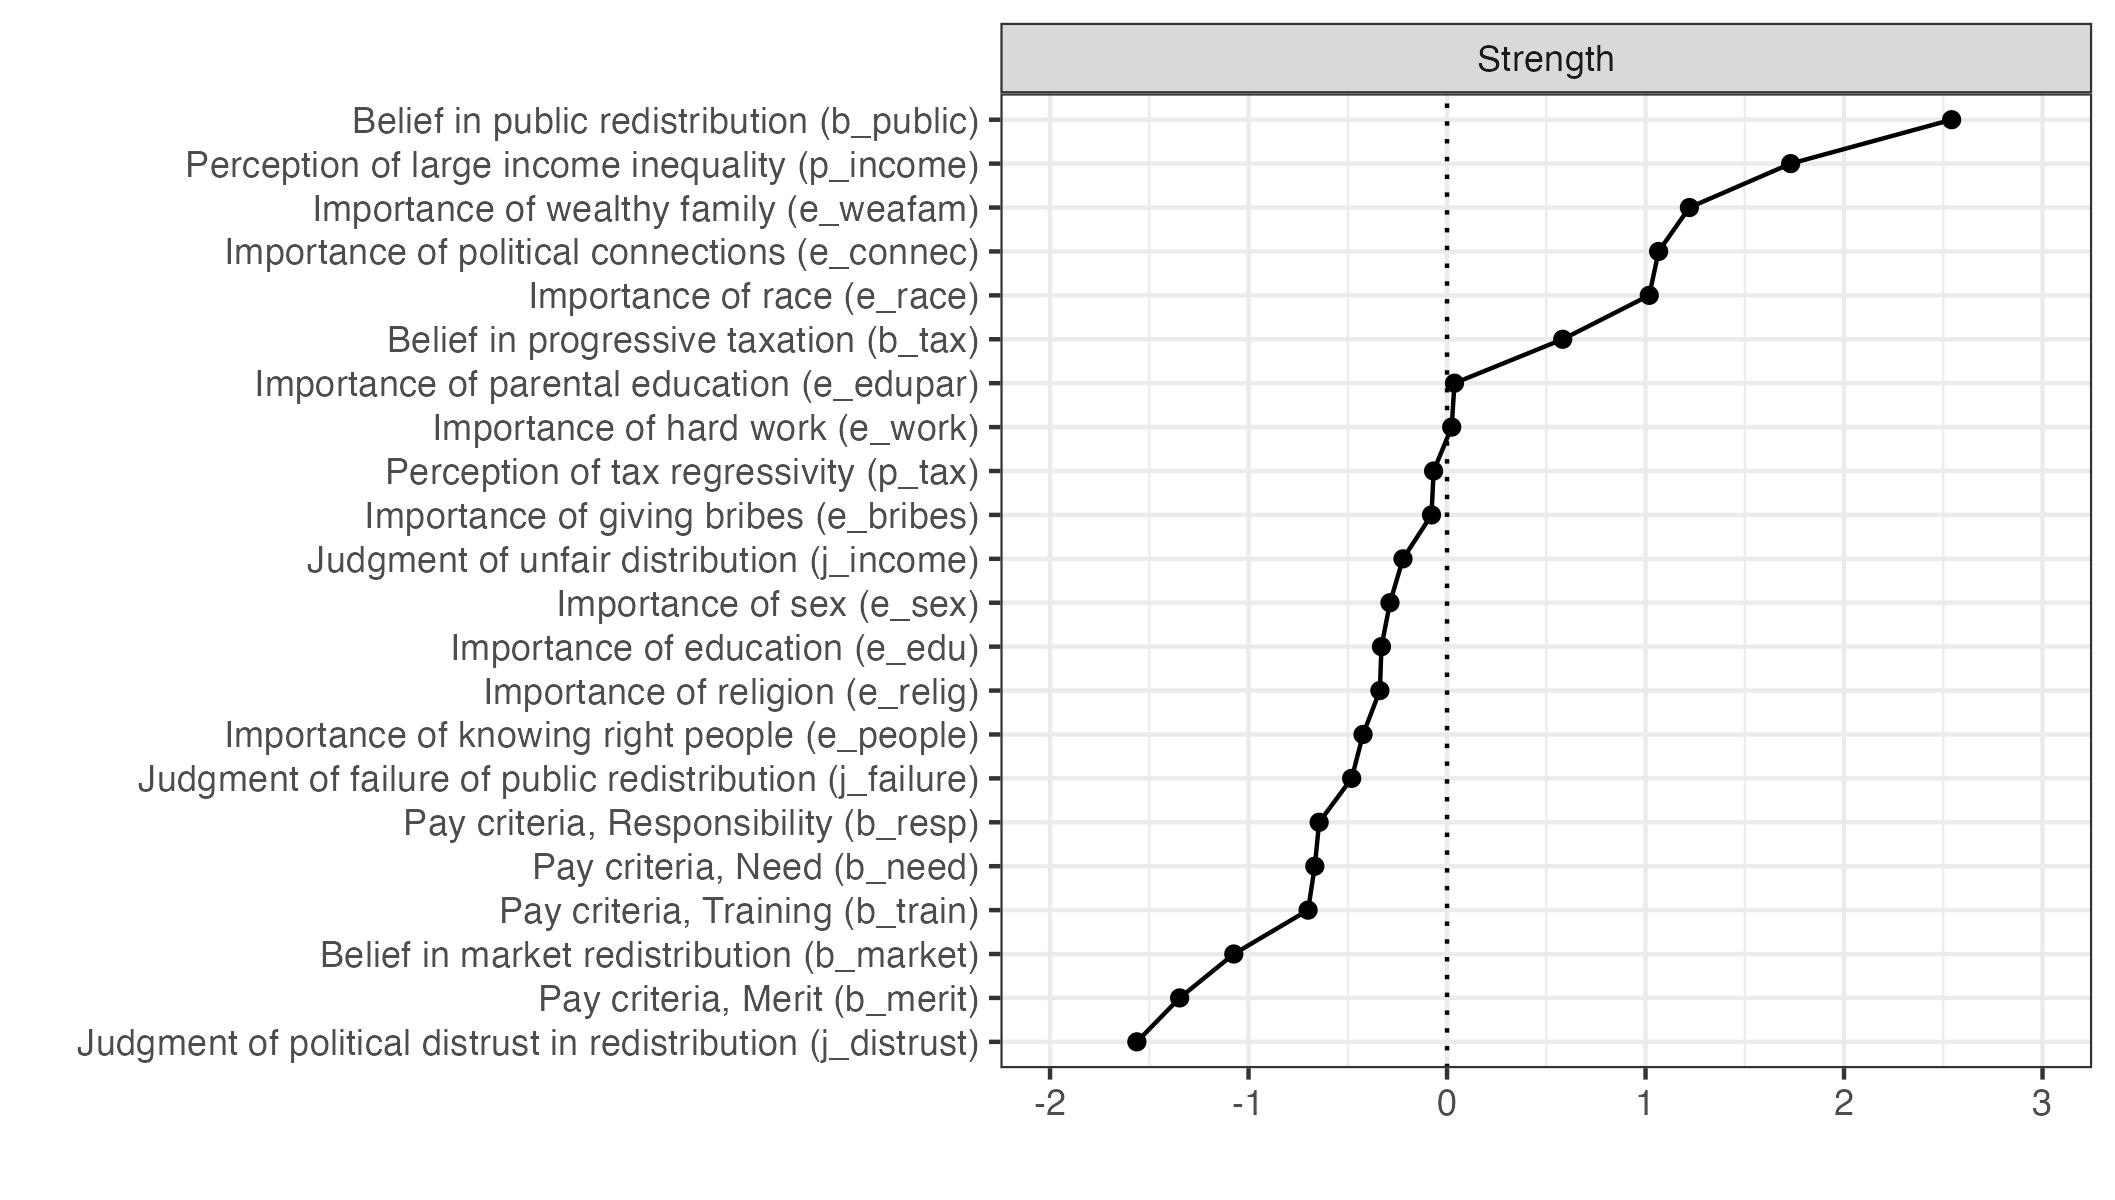 Strength
Belief in public redistribution (b_public)
Perception of large income inequality (p_income)
Importance of wealthy family (e_weafam)
Importance of political connections (e_connec)
Importance of race (e_race)
Belief in progressive taxation (b_tax)
Importance of parental education (e_edupar)
Importance of hard work (e_work)
Perception of tax regressivity (p_tax)
Importance of giving bribes (e_bribes)
Judgment of unfair distribution (j_income)
Importance of sex (e_sex)
Importance of education (e_edu)
Importance of religion (e_relig)
Importance of knowing right people (e_people)
Judgment of failure of public redistribution (j_failure)
Pay criteria, Responsibility (b_resp)
Pay criteria, Need (b_need)
Pay criteria, Training (b_train)
Belief in market redistribution (b_market)
Pay criteria, Merit (b_merit)
Judgment of political distrust in redistribution (j_distrust)
-2 -1 0 1 2 3